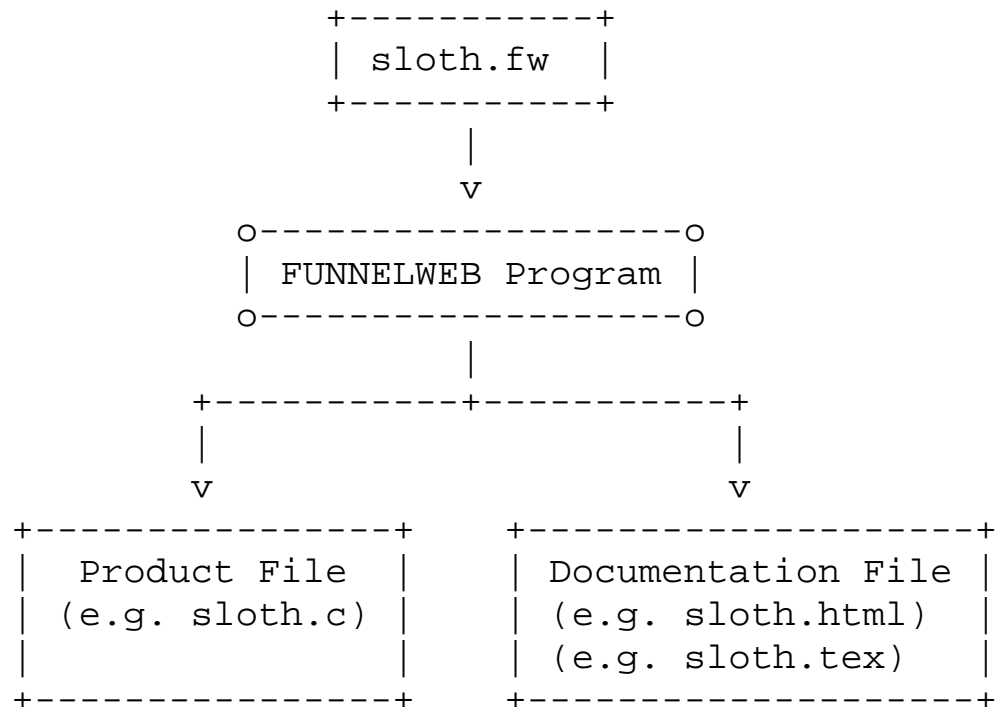 sloth.fw
FUNNELWEB Program
Product File
(e.g. sloth.c)
Documentation File
(e.g. sloth.html)
(e.g. sloth.tex)